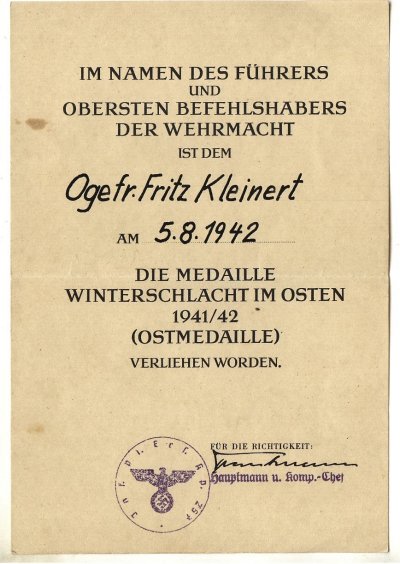 IM NAMEN DES FÜHRERS
UND
OBERSTEN BEFEHLSHABERS
DER WEHRMACHT
IST DEM
Ogefr. Fritz Kleinert
AM 5.8.1942
DIE MEDAILLE
WINTERSCHLACHT IM OSTEN
1941/42
(OSTMEDAILLE)
VERLIEHEN WORDEN.
FÜR DIE RICHTIGKEIT:
Hauptmann u. Komp.-Chef